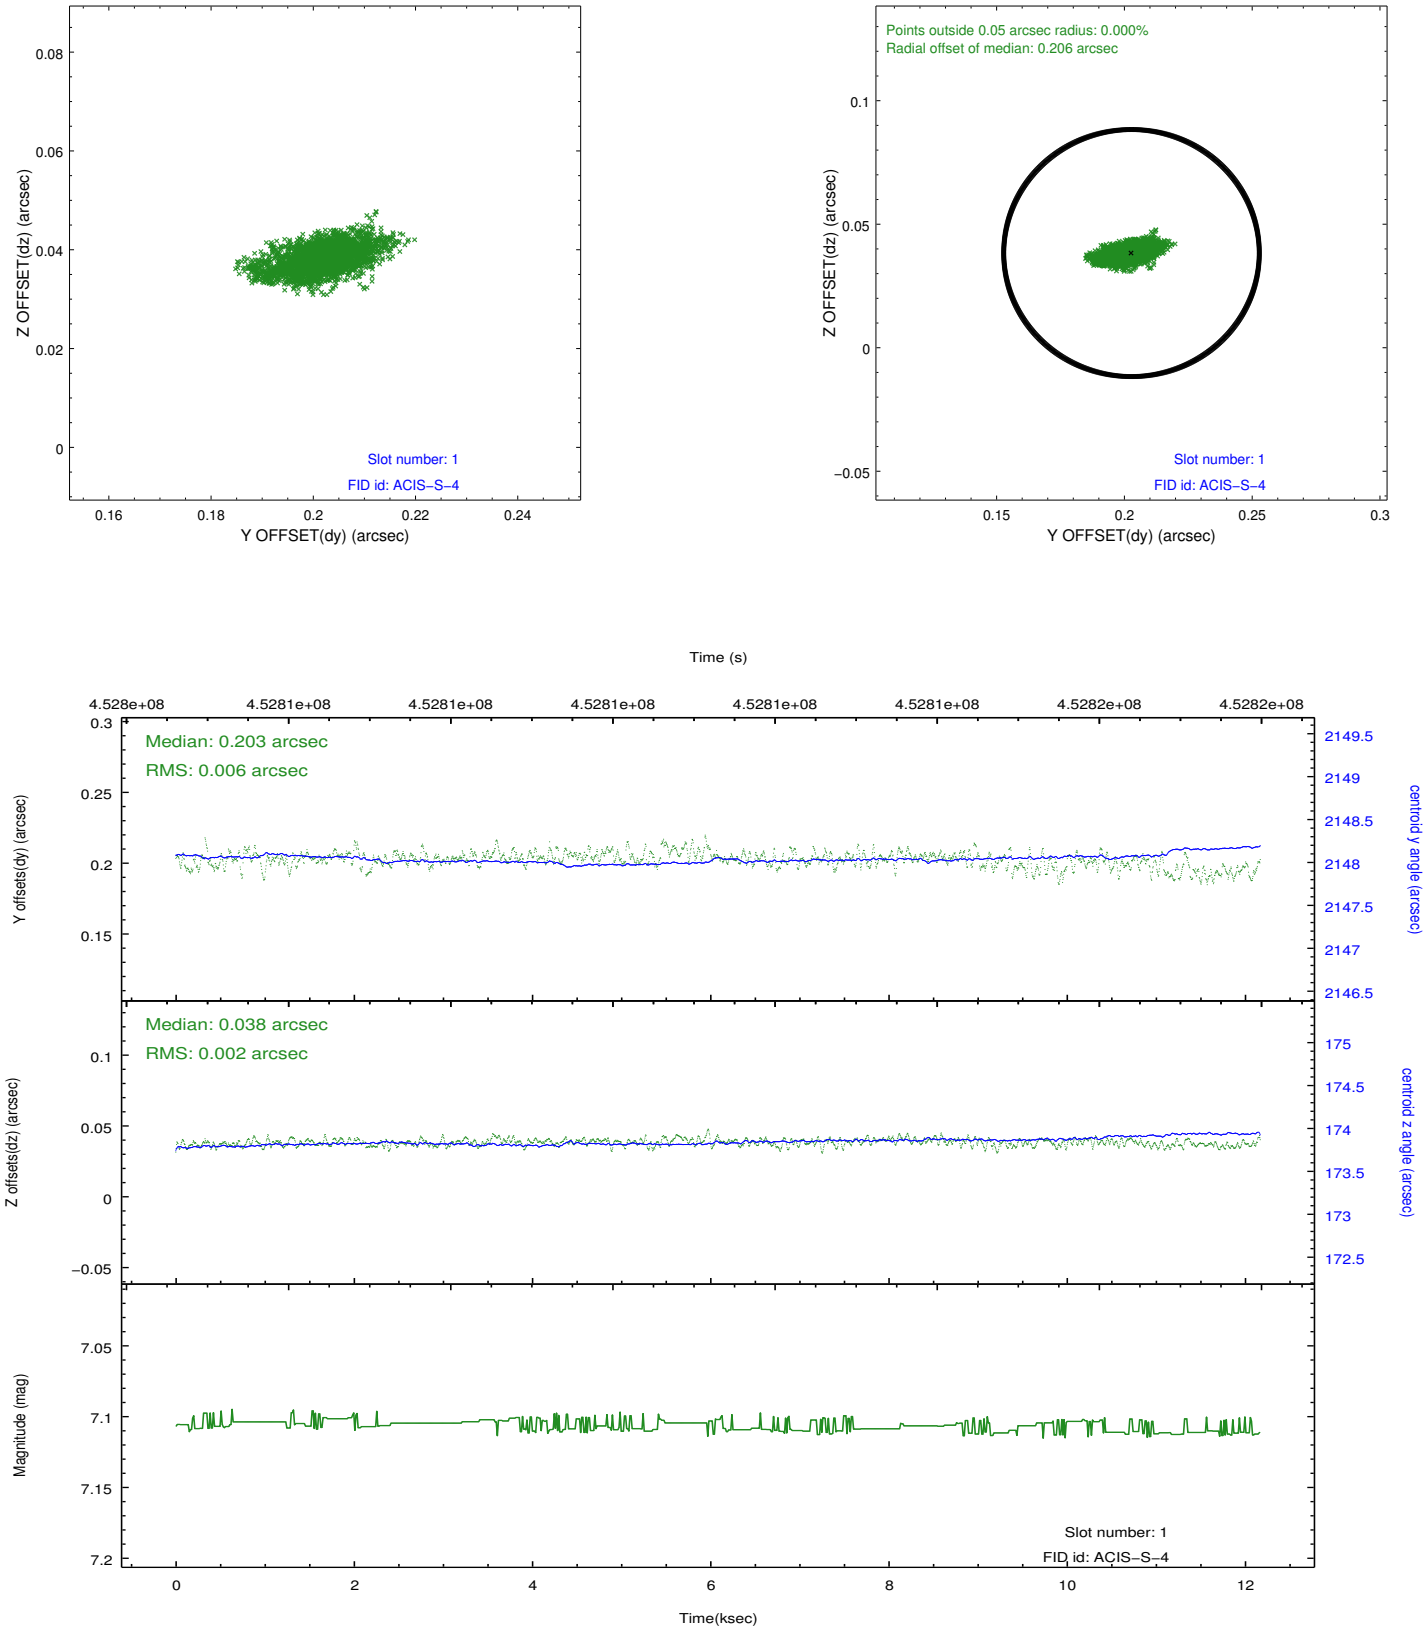 0.08
0.06
0.04
0.02
0
Z OFFSET(dz) (arcsec)
Slot number: 1
FID id: ACIS−S−4
0.16 0.18 0.2 0.22 0.24
Y OFFSET(dy) (arcsec)
Points outside 0.05 arcsec radius: 0.000%
Radial offset of median: 0.206 arcsec
0.1
0.05
0
−0.05
Z OFFSET(dz) (arcsec)
Slot number: 1
FID id: ACIS−S−4
0.15 0.2 0.25 0.3
Y OFFSET(dy) (arcsec)
Time (s)
4.528e+08 4.5281e+08 4.5281e+08 4.5281e+08 4.5281e+08 4.5281e+08 4.5282e+08 4.5282e+08
Median: 0.203 arcsec
RMS: 0.006 arcsec
0.3
0.25
0.2
0.15
Y offsets(dy) (arcsec)
2149.5
2149
2148.5
2148
2147.5
2147
2146.5
centroid y angle (arcsec)
Median: 0.038 arcsec
RMS: 0.002 arcsec
0.1
0.05
0
−0.05
Z offsets(dz) (arcsec)
175
174.5
174
173.5
173
172.5
centroid z angle (arcsec)
7.05
7.1
7.15
7.2
Magnitude (mag)
Slot number: 1
FID id: ACIS−S−4
0 2 4 6 8 10 12
Time(ksec)